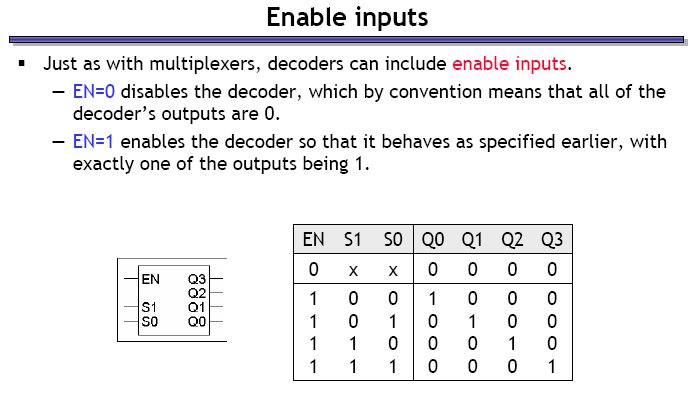 Enable inputs
▪ Just as with multiplexers, decoders can include enable inputs.
– EN=0 disables the decoder, which by convention means that all of the
decoder’s outputs are 0.
– EN=1 enables the decoder so that it behaves as specified earlier, with
exactly one of the outputs being 1.
EN Q3
Q2
S1 Q1
S0 Q0
EN S1 S0 Q0 Q1 Q2 Q3
0 x x 0 0 0 0
1 0 0 1 0 0 0
1 0 1 0 1 0 0
1 1 0 0 0 1 0
1 1 1 0 0 0 1